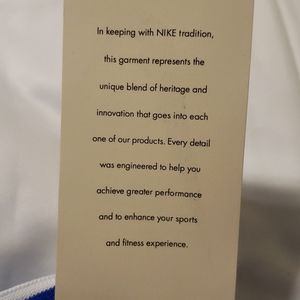 In keeping with NIKE tradition,
this garment represents the
unique blend of heritage and
innovation that goes into each
one of our products. Every detail
was engineered to help you
achieve greater performance
and to enhance your sports
and fitness experience.